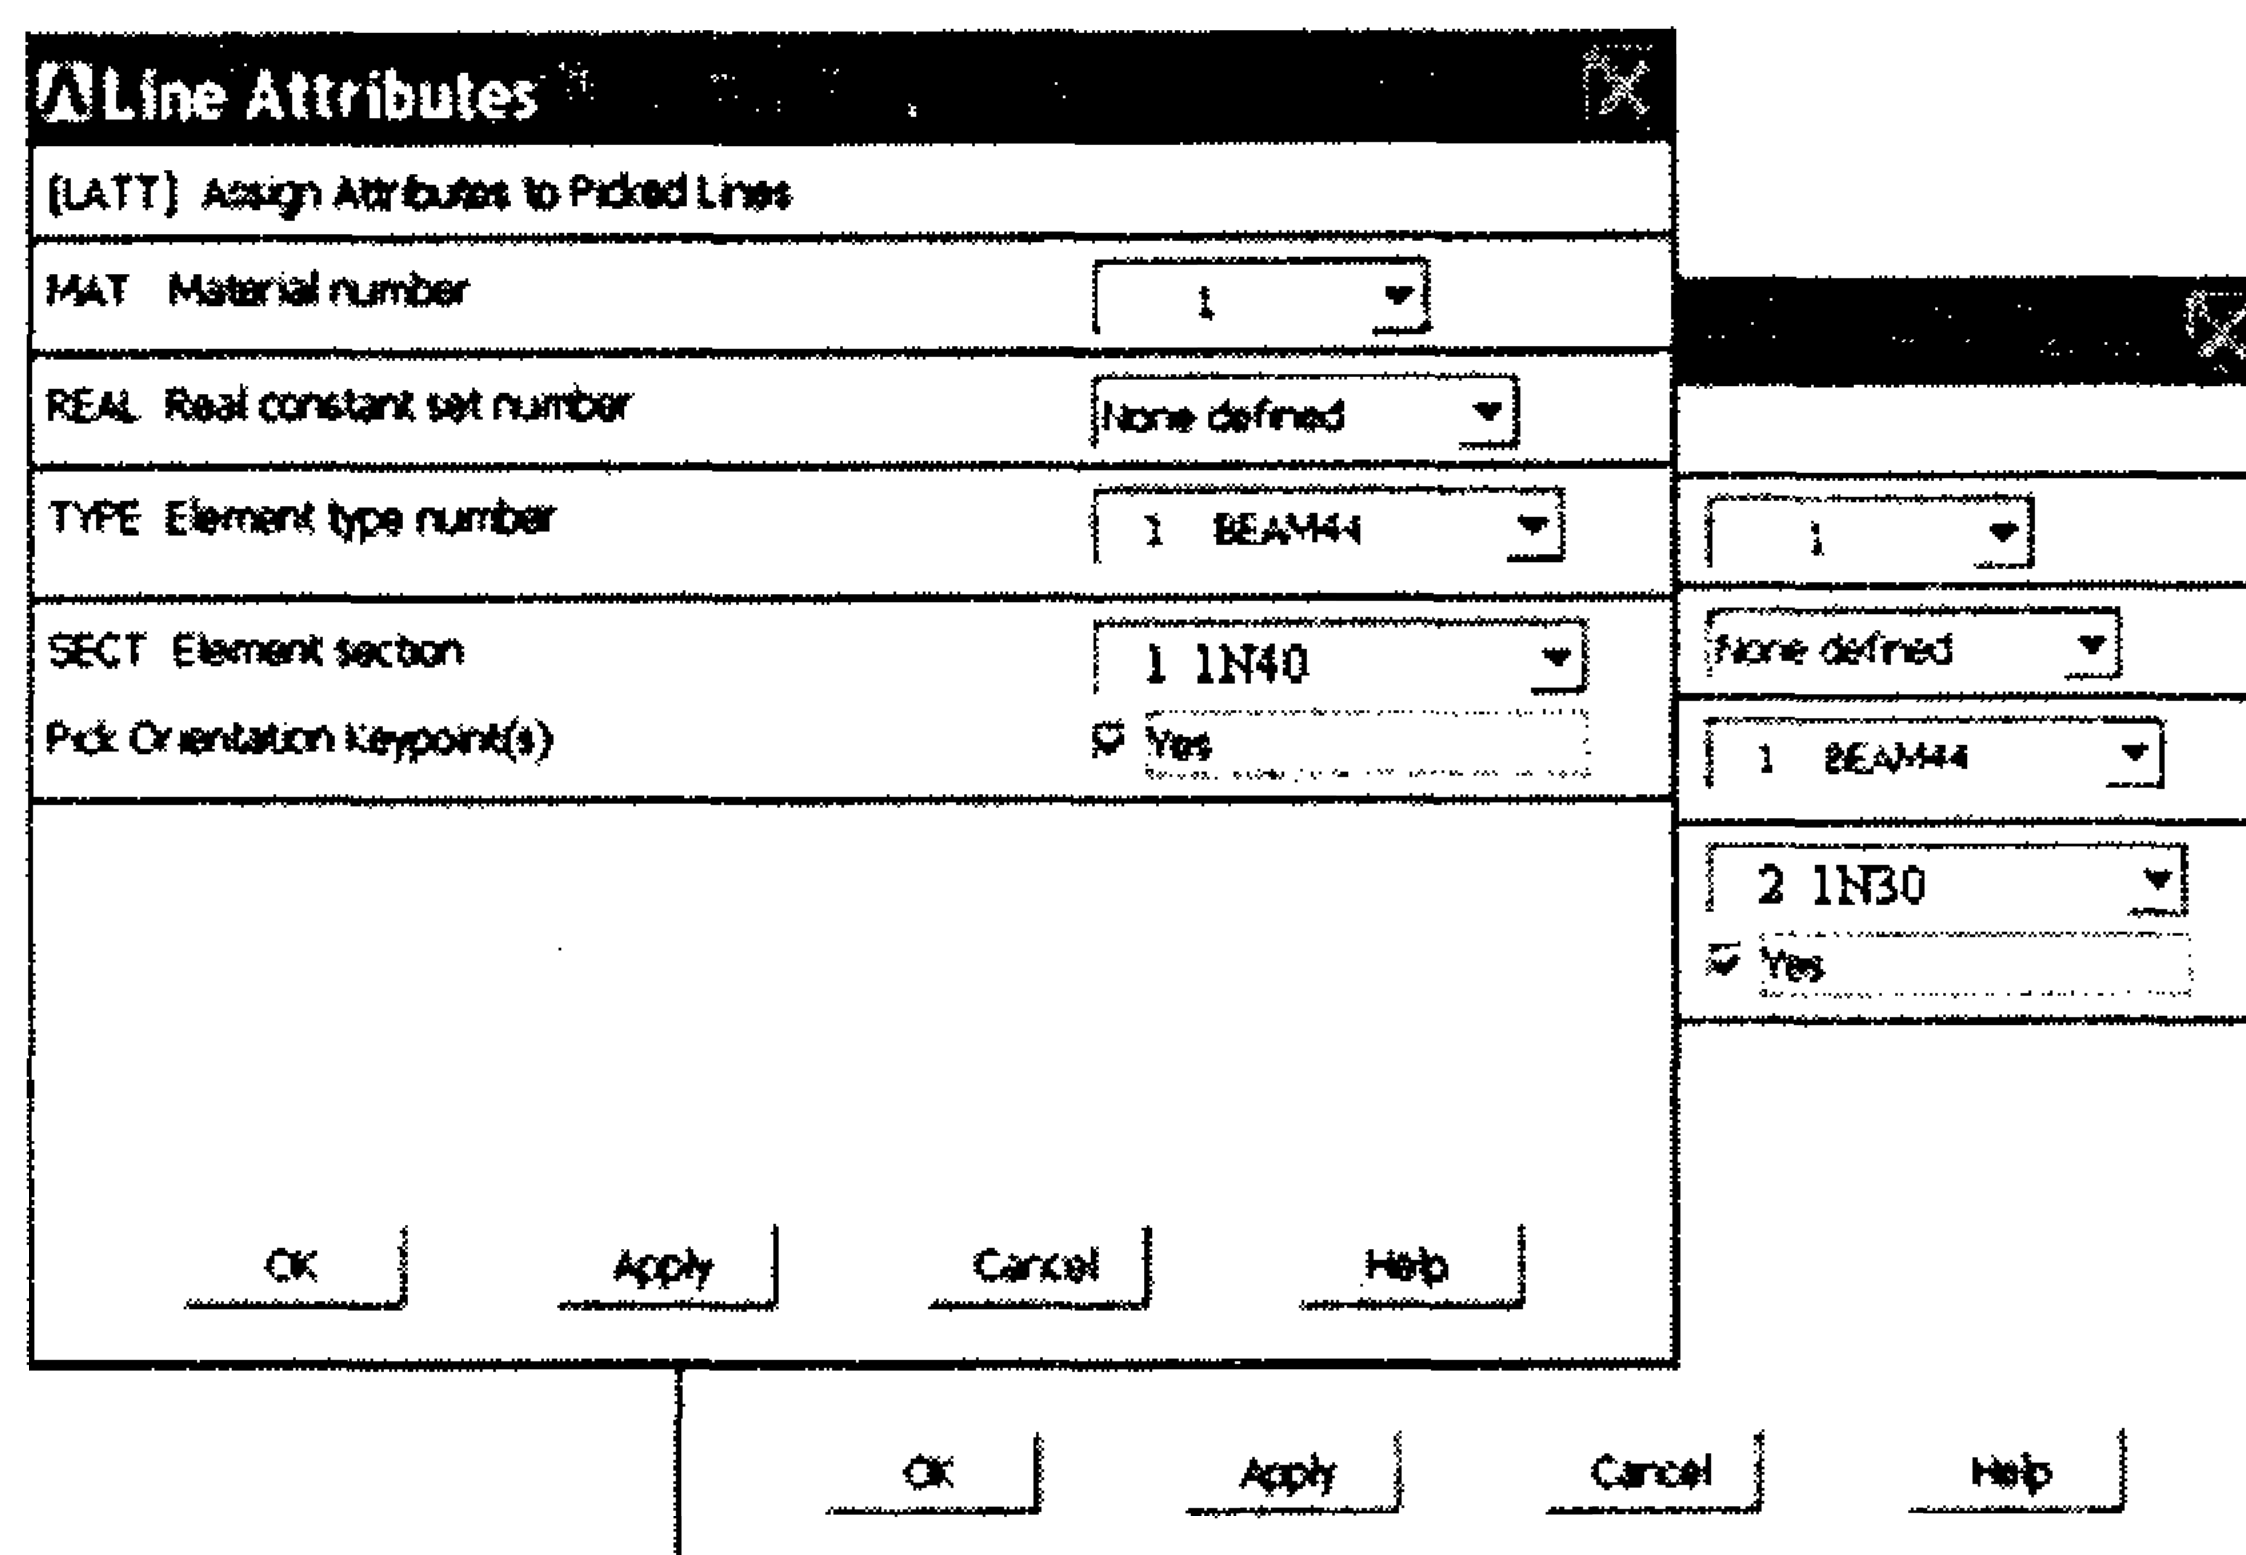 Line Attributes
[LATT] Assign Attributes to Picked Lines
MAT Material number 1
REAL Real constant set number None defined
TYPE Element type number 1 BEAM44
SECT Element section 1 1N40
Pick Orientation Keypoint(s) Yes
OK Apply Cancel Help
1
None defined
1 BEAM44
2 1N30
Yes
OK Apply Cancel Help